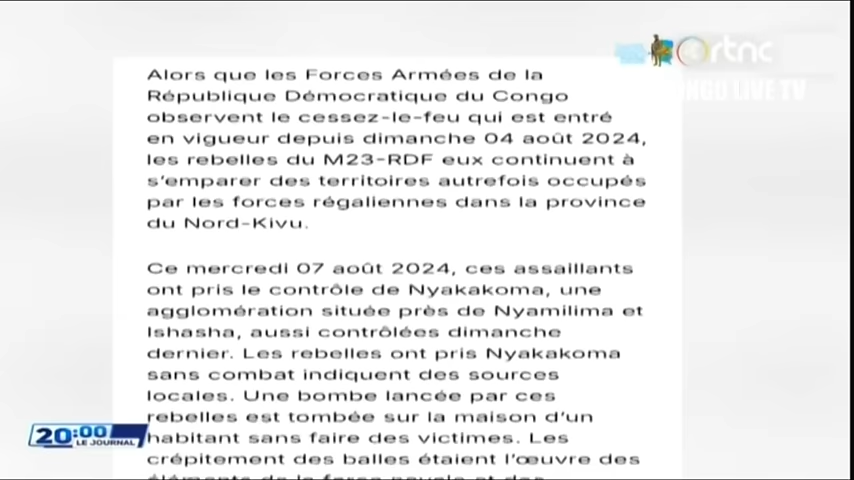 rtnc
NGO LIVE TV
Alors que les Forces Armées de la
République Démocratique du Congo
observent le cessez-le-feu qui est entré
en vigueur depuis dimanche 04 août 2024,
les rebelles du M23-RDF eux continuent à
s'emparer des territoires autrefois occupés
par les forces régaliennes dans la province
du Nord-Kivu.
Ce mercredi 07 août 2024, ces assaillants
ont pris le contrôle de Nyakakoma, une
agglomération située près de Nyamilima et
Ishasha, aussi contrôlées dimanche
dernier. Les rebelles ont pris Nyakakoma
sans combat indiquent des sources
locales. Une bombe lancée par ces
rebelles est tombée sur la maison d'un
habitant sans faire des victimes. Les
crépitement des balles étaient l'œuvre des
20:00
LE JOURNAL